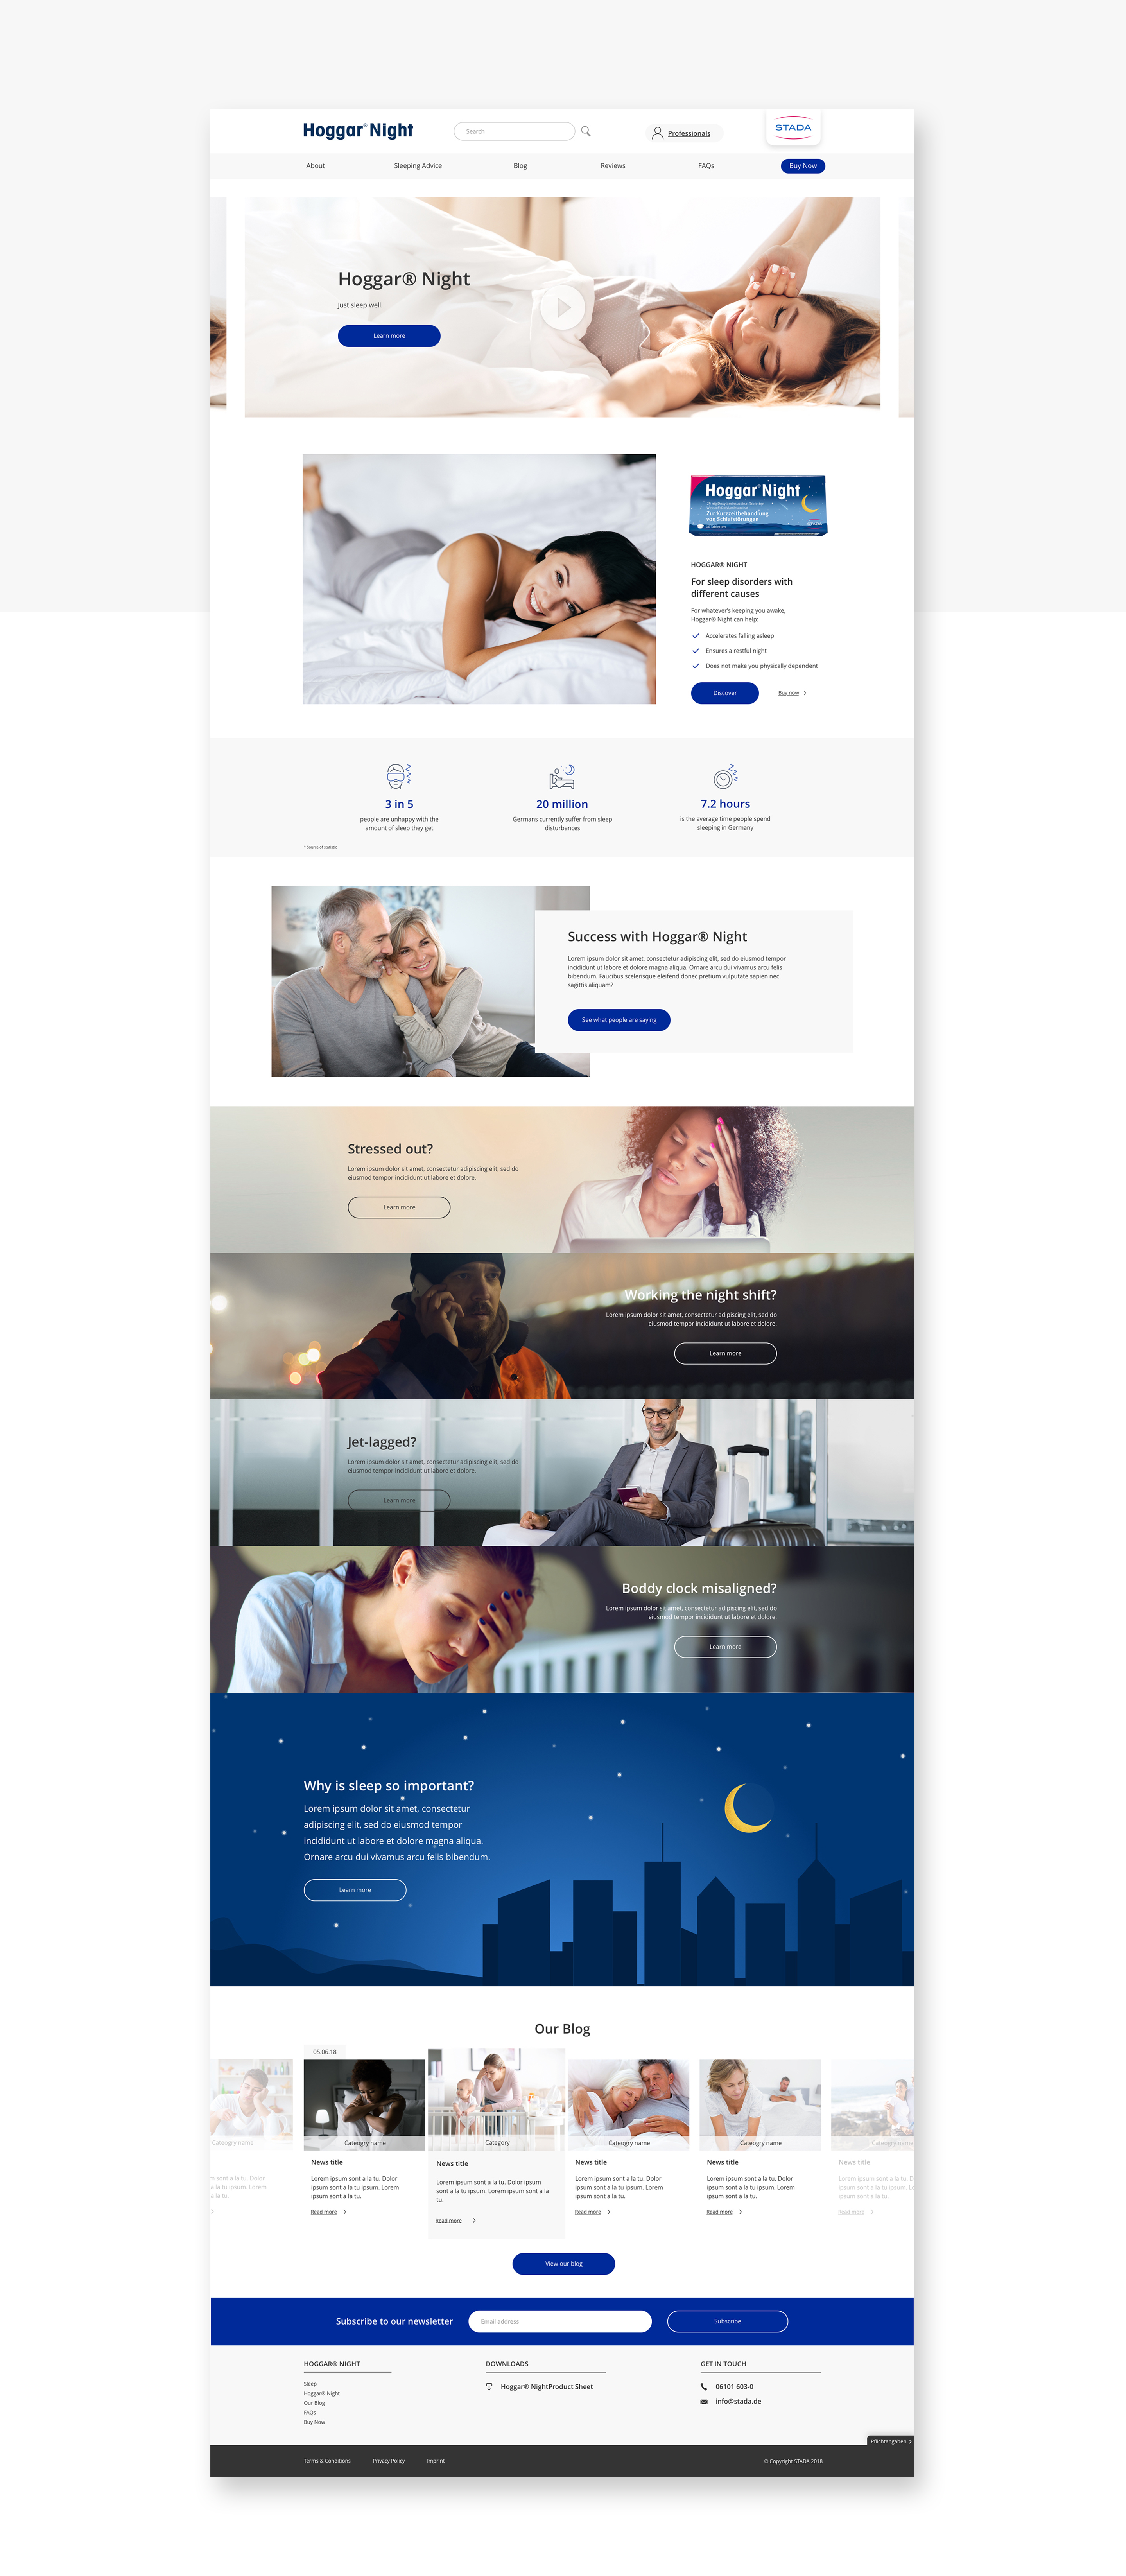 Hoggar® Night
Search
Professionals
STADA
About
Sleeping Advice
Blog
Reviews
FAQs
Buy Now
Hoggar® Night
Just sleep well.
Learn more
Hoggar® Night
Zur Kurzzeitbehandlung
von Schlafstörungen
STADA
HOGGAR® NIGHT
For sleep disorders with
different causes
For whatever's keeping you awake,
Hoggar® Night can help:
Accelerates falling asleep
Ensures a restful night
Does not make you physically dependent
Discover
Buy now
3 in 5
people are unhappy with the
amount of sleep they get
20 million
Germans currently suffer from sleep
disturbances
7.2 hours
is the average time people spend
sleeping in Germany
* Source of statistic
Success with Hoggar® Night
Lorem ipsum dolor sit amet, consectetur adipiscing elit, sed do eiusmod tempor
incididunt ut labore et dolore magna aliqua. Ornare arcu dui vivamus arcu felis
bibendum. Faucibus scelerisque eleifend donec pretium vulputate sapien nec
sagittis aliquam?
See what people are saying
Stressed out?
Lorem ipsum dolor sit amet, consectetur adipiscing elit, sed do
eiusmod tempor incididunt ut labore et dolore.
Learn more
Working the night shift?
Lorem ipsum dolor sit amet, consectetur adipiscing elit, sed do
eiusmod tempor incididunt ut labore et dolore.
Learn more
Jet-lagged?
Lorem ipsum dolor sit amet, consectetur adipiscing elit, sed do
eiusmod tempor incididunt ut labore et dolore.
Learn more
Boddy clock misaligned?
Lorem ipsum dolor sit amet, consectetur adipiscing elit, sed do
eiusmod tempor incididunt ut labore et dolore.
Learn more
Why is sleep so important?
Lorem ipsum dolor sit amet, consectetur
adipiscing elit, sed do eiusmod tempor
incididunt ut labore et dolore magna aliqua.
Ornare arcu dui vivamus arcu felis bibendum.
Learn more
Our Blog
Cateogry name
sont a la tu. Dolor
a la tu ipsum. Lorem
a la tu.
05.06.18
Cateogry name
News title
Lorem ipsum sont a la tu. Dolor
ipsum sont a la tu ipsum. Lorem
ipsum sont a la tu.
Read more
Category
News title
Lorem ipsum sont a la tu. Dolor ipsum
sont a la tu ipsum. Lorem ipsum sont a la
tu.
Read more
Cateogry name
News title
Lorem ipsum sont a la tu. Dolor
ipsum sont a la tu ipsum. Lorem
ipsum sont a la tu.
Read more
Cateogry name
News title
Lorem ipsum sont a la tu. Dolor
ipsum sont a la tu ipsum. Lorem
ipsum sont a la tu.
Read more
Cateogry name
News title
Lorem ipsum sont a la tu. D
ipsum sont a la tu ipsum. L
ipsum sont a la tu.
Read more
View our blog
Subscribe to our newsletter
Email address
Subscribe
HOGGAR® NIGHT
Sleep
Hoggar® Night
Our Blog
FAQs
Buy Now
DOWNLOADS
Hoggar® NightProduct Sheet
GET IN TOUCH
06101 603-0
info@stada.de
Pflichtangaben
Terms & Conditions
Privacy Policy
Imprint
© Copyright STADA 2018